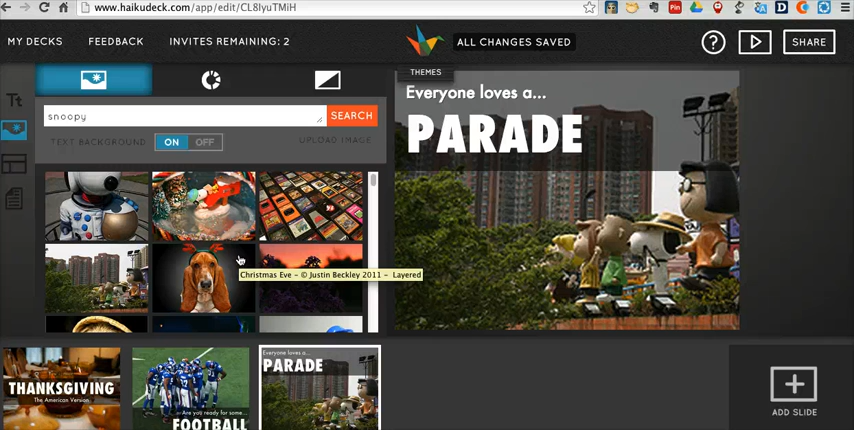 www.haikudeck.com/app/edit/CL8IyuTMiH
MY DECKS
FEEDBACK
INVITES REMAINING: 2
ALL CHANGES SAVED
SHARE
THEMES
snoopy
SEARCH
TEXT BACKGROUND
ON
OFF
UPLOAD IMAGE
Christmas Eve - © Justin Beckley 2011 - Layered
Everyone loves a...
PARADE
THANKSGIVING
The American Version
Are you ready for some...
FOOTBALL
Everyone loves a...
PARADE
ADD SLIDE